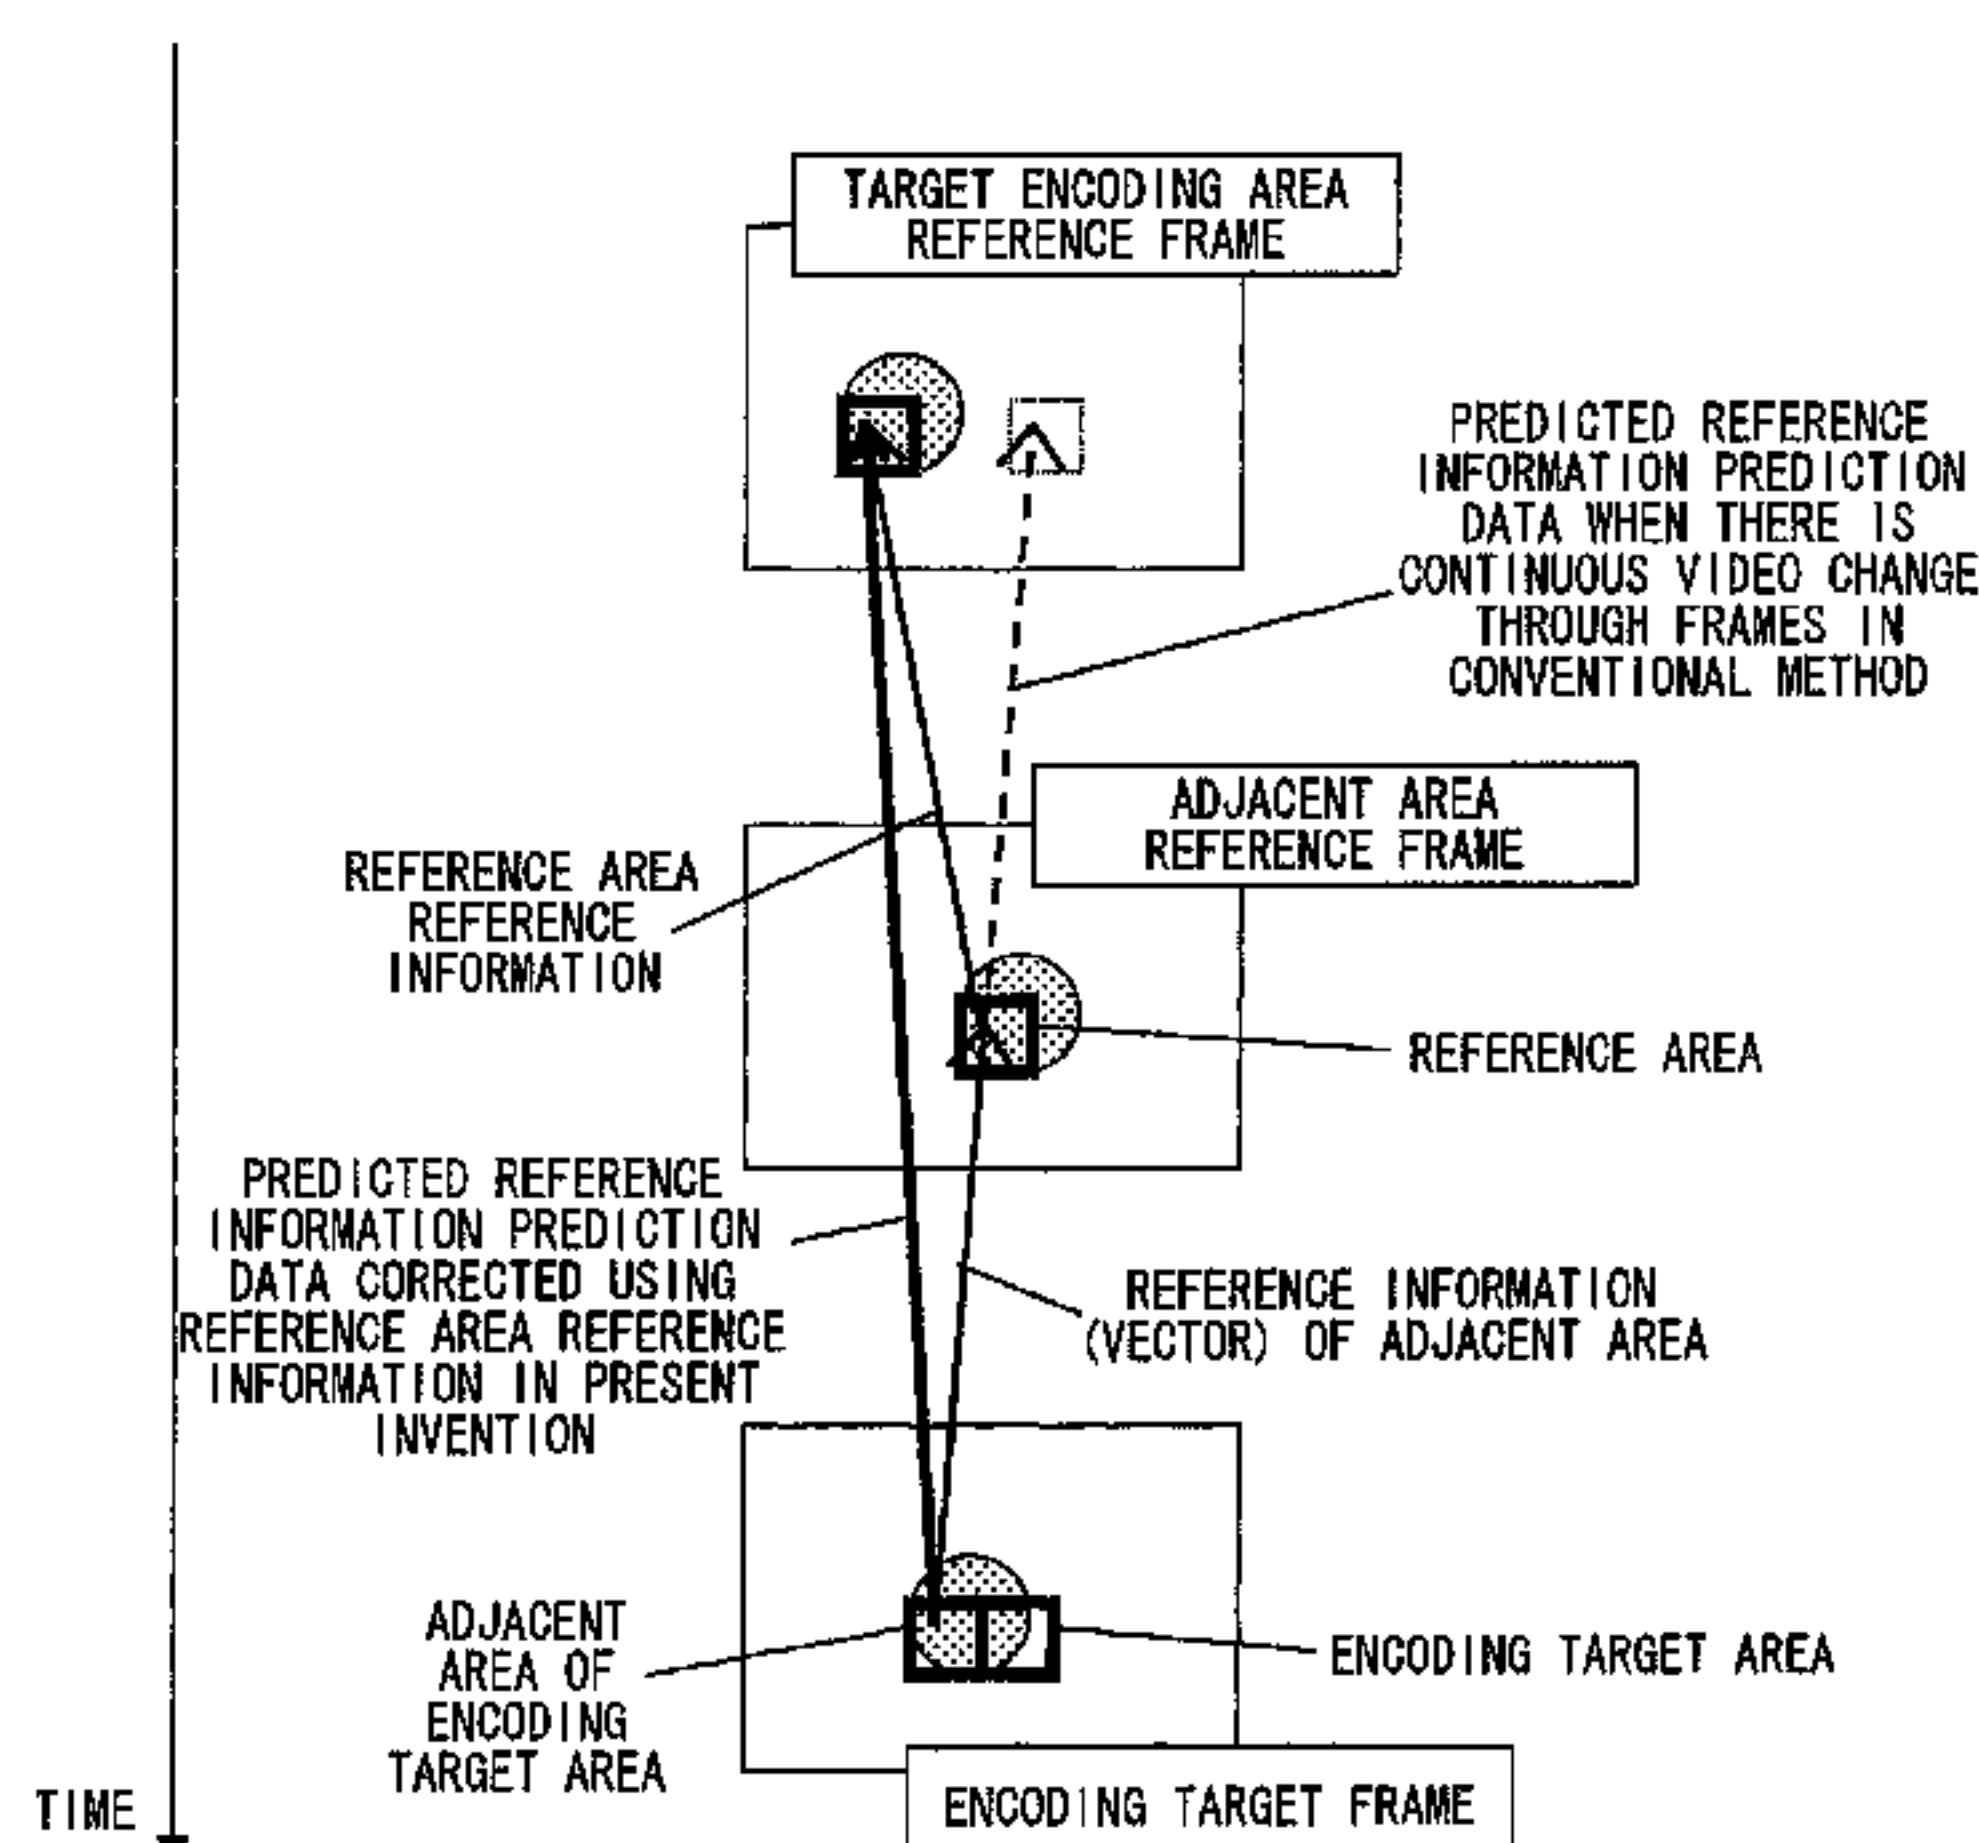 TARGET ENCODING AREA
REFERENCE FRAME
PREDICTED REFERENCE
INFORMATION PREDICTION
DATA WHEN THERE IS
CONTINUOUS VIDEO CHANGE
THROUGH FRAMES IN
CONVENTIONAL METHOD
ADJACENT AREA
REFERENCE FRAME
REFERENCE AREA
REFERENCE
INFORMATION
REFERENCE AREA
PREDICTED REFERENCE
INFORMATION PREDICTION
DATA CORRECTED USING
REFERENCE AREA REFERENCE
INFORMATION IN PRESENT
INVENTION
REFERENCE INFORMATION
(VECTOR) OF ADJACENT AREA
ADJACENT
AREA OF
ENCODING
TARGET AREA
ENCODING TARGET AREA
TIME
ENCODING TARGET FRAME